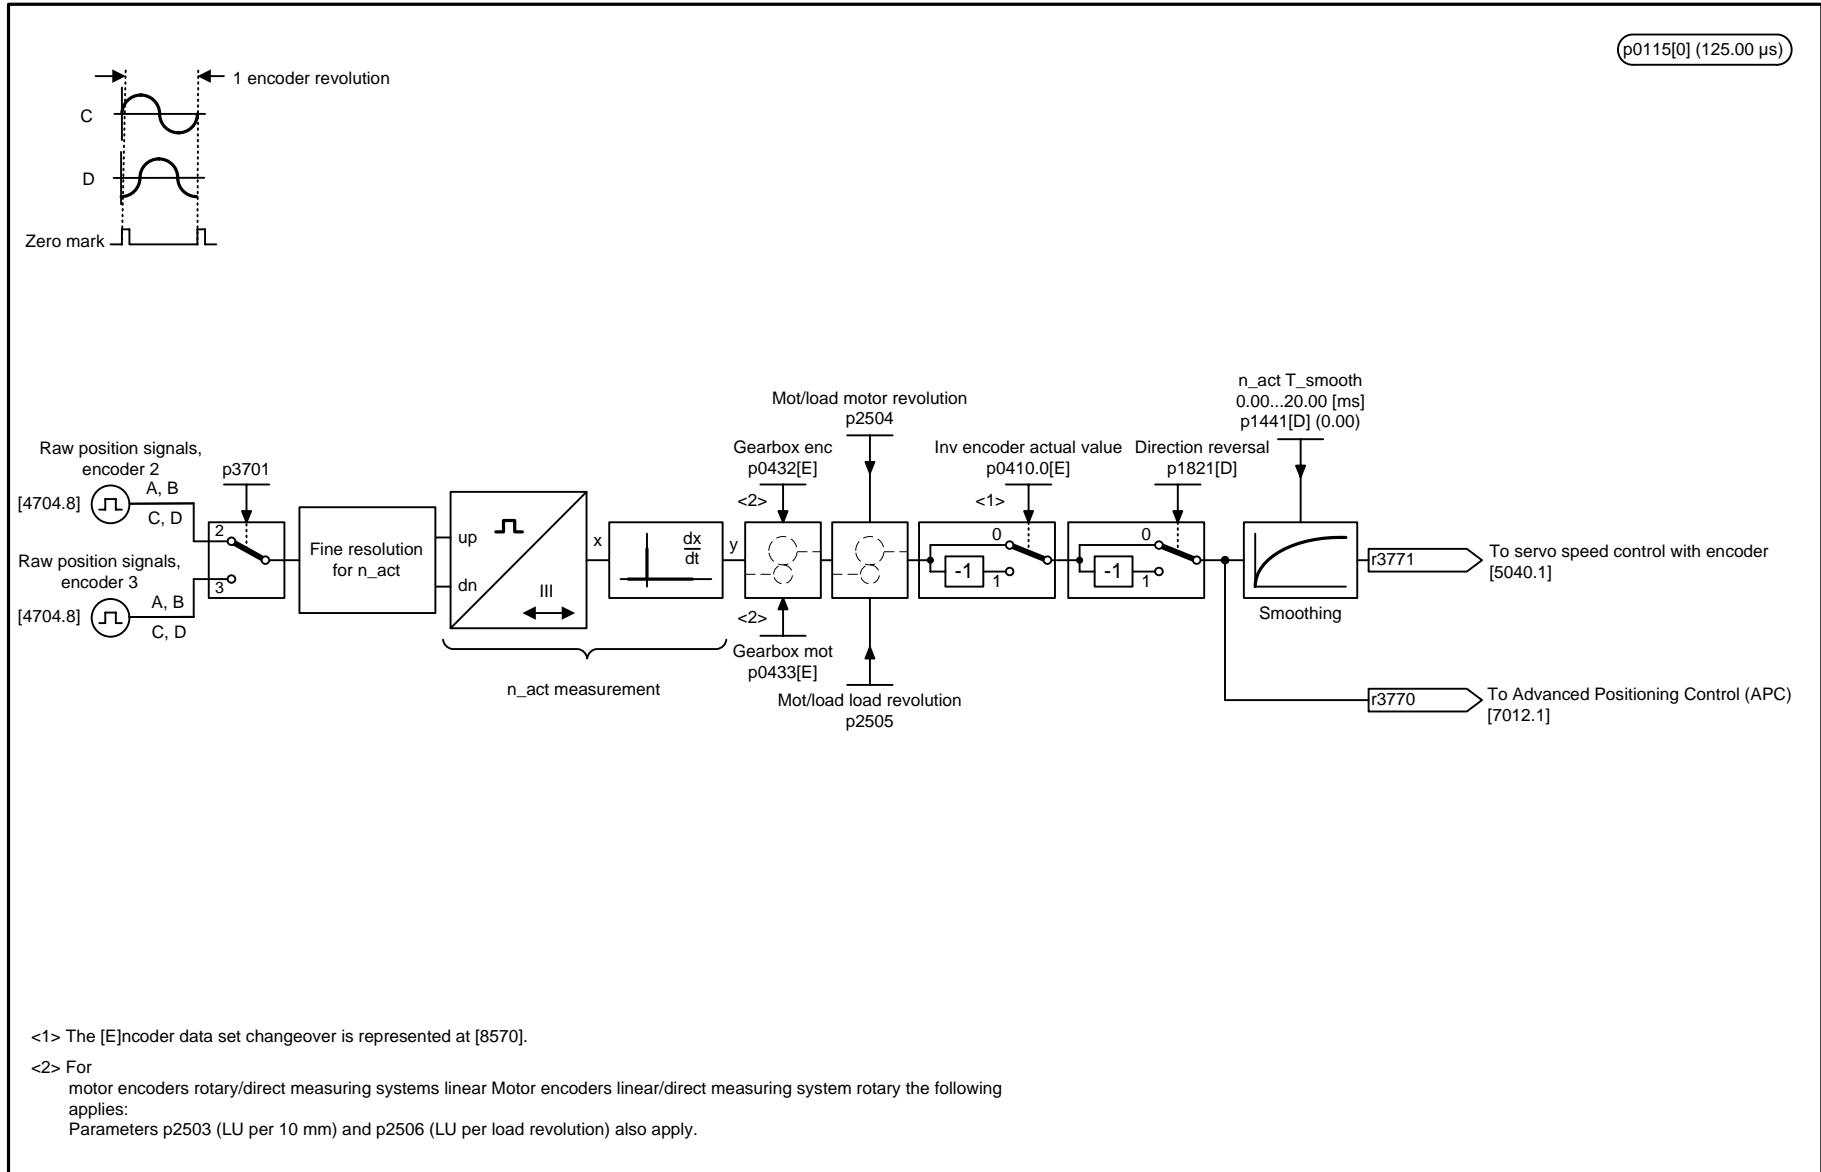 p0115[0] (125.00 µs)
1 encoder revolution
C
D
Zero mark
n_act T_smooth
0.00...20.00 [ms]
p1441[D] (0.00)
Mot/load motor revolution
p2504
Gearbox enc
p0432[E]
<2>
Inv encoder actual value
p0410.0[E]
<1>
Direction reversal
p1821[D]
Raw position signals,
encoder 2
[4704.8]
A, B
C, D
p3701
2
3
Raw position signals,
encoder 3
[4704.8]
A, B
C, D
Fine resolution
for n_act
up
dn
III
x
dx
dt
y
0
-1
1
0
-1
1
Smoothing
r3771
To servo speed control with encoder
[5040.1]
<2>
Gearbox mot
p0433[E]
n_act measurement
Mot/load load revolution
p2505
r3770
To Advanced Positioning Control (APC)
[7012.1]
<1> The [E]ncoder data set changeover is represented at [8570].
<2> For
motor encoders rotary/direct measuring systems linear Motor encoders linear/direct measuring system rotary the following
applies:
Parameters p2503 (LU per 10 mm) and p2506 (LU per load revolution) also apply.